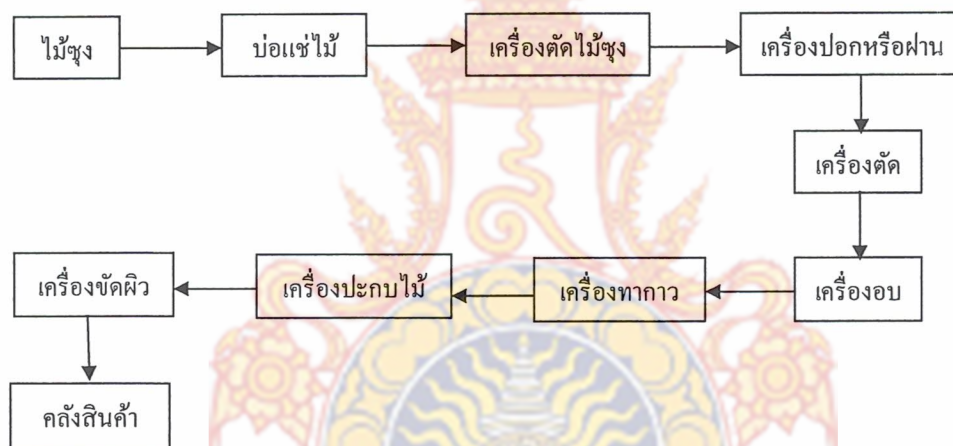 ไม้ซุง
บ่อแช่ไม้
เครื่องตัดไม้ซุง
เครื่องปอกหรือฝาน
เครื่องตัด
เครื่องอบ
เครื่องทากาว
เครื่องปะกบไม้
เครื่องขัดผิว
คลังสินค้า